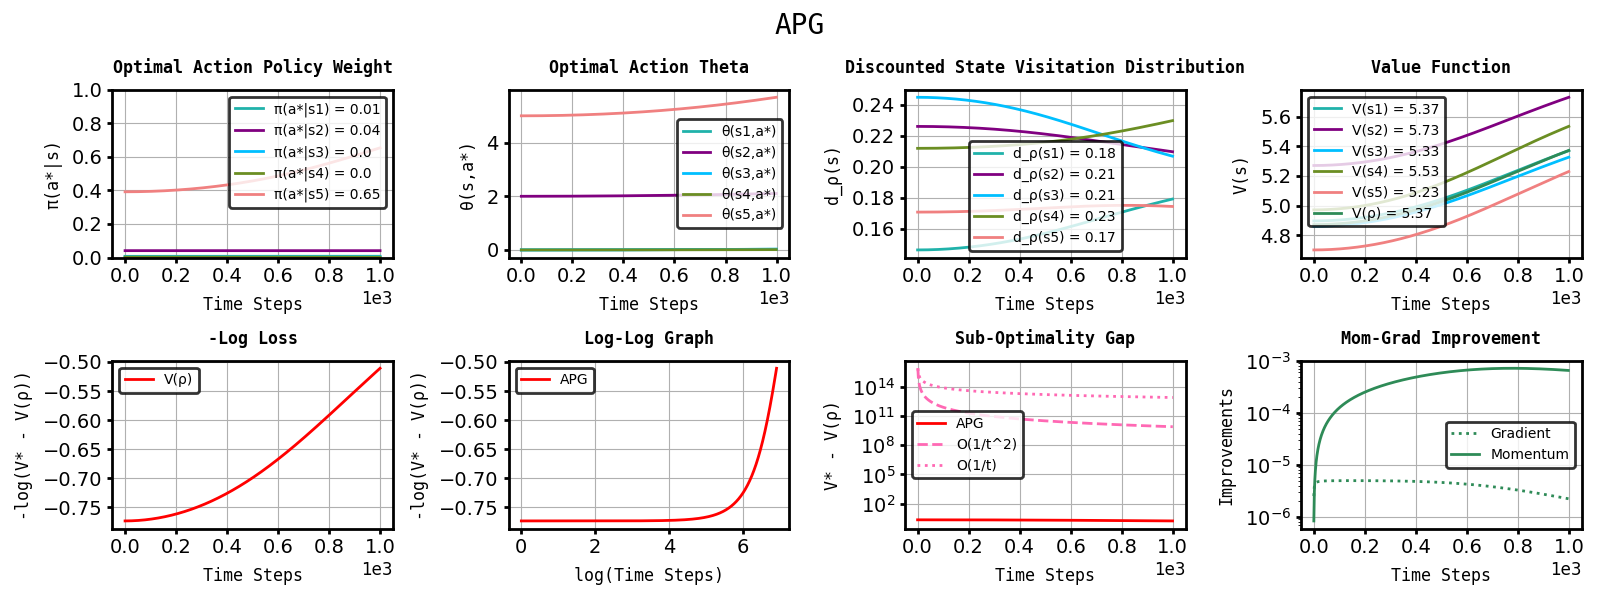 APG
Optimal Action Policy Weight
π(a*|s)
1.0
0.8
0.6
0.4
0.2
0.0
π(a*|s1) = 0.01
π(a*|s2) = 0.04
π(a*|s3) = 0.0
π(a*|s4) = 0.0
π(a*|s5) = 0.65
0.0 0.2 0.4 0.6 0.8 1.0
1e3
Time Steps
Optimal Action Theta
θ(s,a*)
4
2
0
θ(s1,a*)
θ(s2,a*)
θ(s3,a*)
θ(s4,a*)
θ(s5,a*)
0.0 0.2 0.4 0.6 0.8 1.0
1e3
Time Steps
Discounted State Visitation Distribution
d_ρ(s)
0.24
0.22
0.20
0.18
0.16
d_ρ(s1) = 0.18
d_ρ(s2) = 0.21
d_ρ(s3) = 0.21
d_ρ(s4) = 0.23
d_ρ(s5) = 0.17
0.0 0.2 0.4 0.6 0.8 1.0
1e3
Time Steps
Value Function
V(s)
5.6
5.4
5.2
5.0
4.8
V(s1) = 5.37
V(s2) = 5.73
V(s3) = 5.33
V(s4) = 5.53
V(s5) = 5.23
V(ρ) = 5.37
0.0 0.2 0.4 0.6 0.8 1.0
1e3
Time Steps
-Log Loss
-log(V* - V(ρ))
−0.50
−0.55
−0.60
−0.65
−0.70
−0.75
V(ρ)
0.0 0.2 0.4 0.6 0.8 1.0
1e3
Time Steps
Log-Log Graph
-log(V* - V(ρ))
−0.50
−0.55
−0.60
−0.65
−0.70
−0.75
APG
0 2 4 6
log(Time Steps)
Sub-Optimality Gap
V* - V(ρ)
10^14
10^11
10^8
10^5
10^2
APG
O(1/t^2)
O(1/t)
0.0 0.2 0.4 0.6 0.8 1.0
1e3
Time Steps
Mom-Grad Improvement
Improvements
10^−3
10^−4
10^−5
10^−6
Gradient
Momentum
0.0 0.2 0.4 0.6 0.8 1.0
1e3
Time Steps